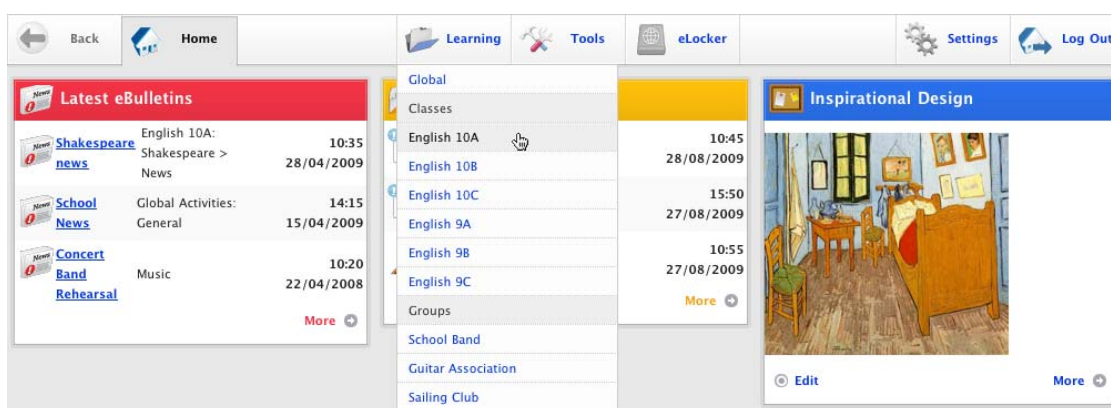 Back
Home
Learning
Tools
eLocker
Settings
Log Out
Latest eBulletins
Shakespeare news
English 10A: Shakespeare > News
10:35
28/04/2009
School News
Global Activities: General
14:15
15/04/2009
Concert Band Rehearsal
Music
10:20
22/04/2008
More
Global
Classes
English 10A
English 10B
English 10C
English 9A
English 9B
English 9C
Groups
School Band
Guitar Association
Sailing Club
10:45
28/08/2009
15:50
27/08/2009
10:55
27/08/2009
More
Inspirational Design
Edit
More